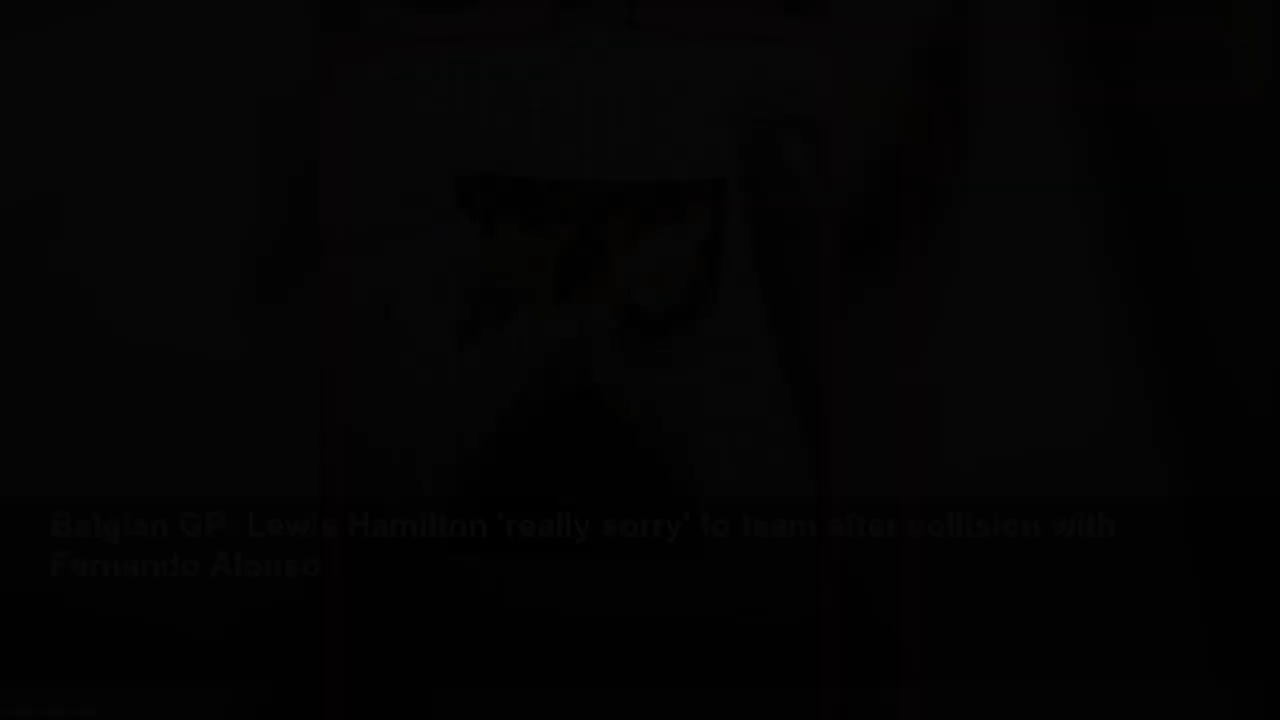 Belgian GP: Lewis Hamilton 'really sorry' to team after collision with
Fernando Alonso